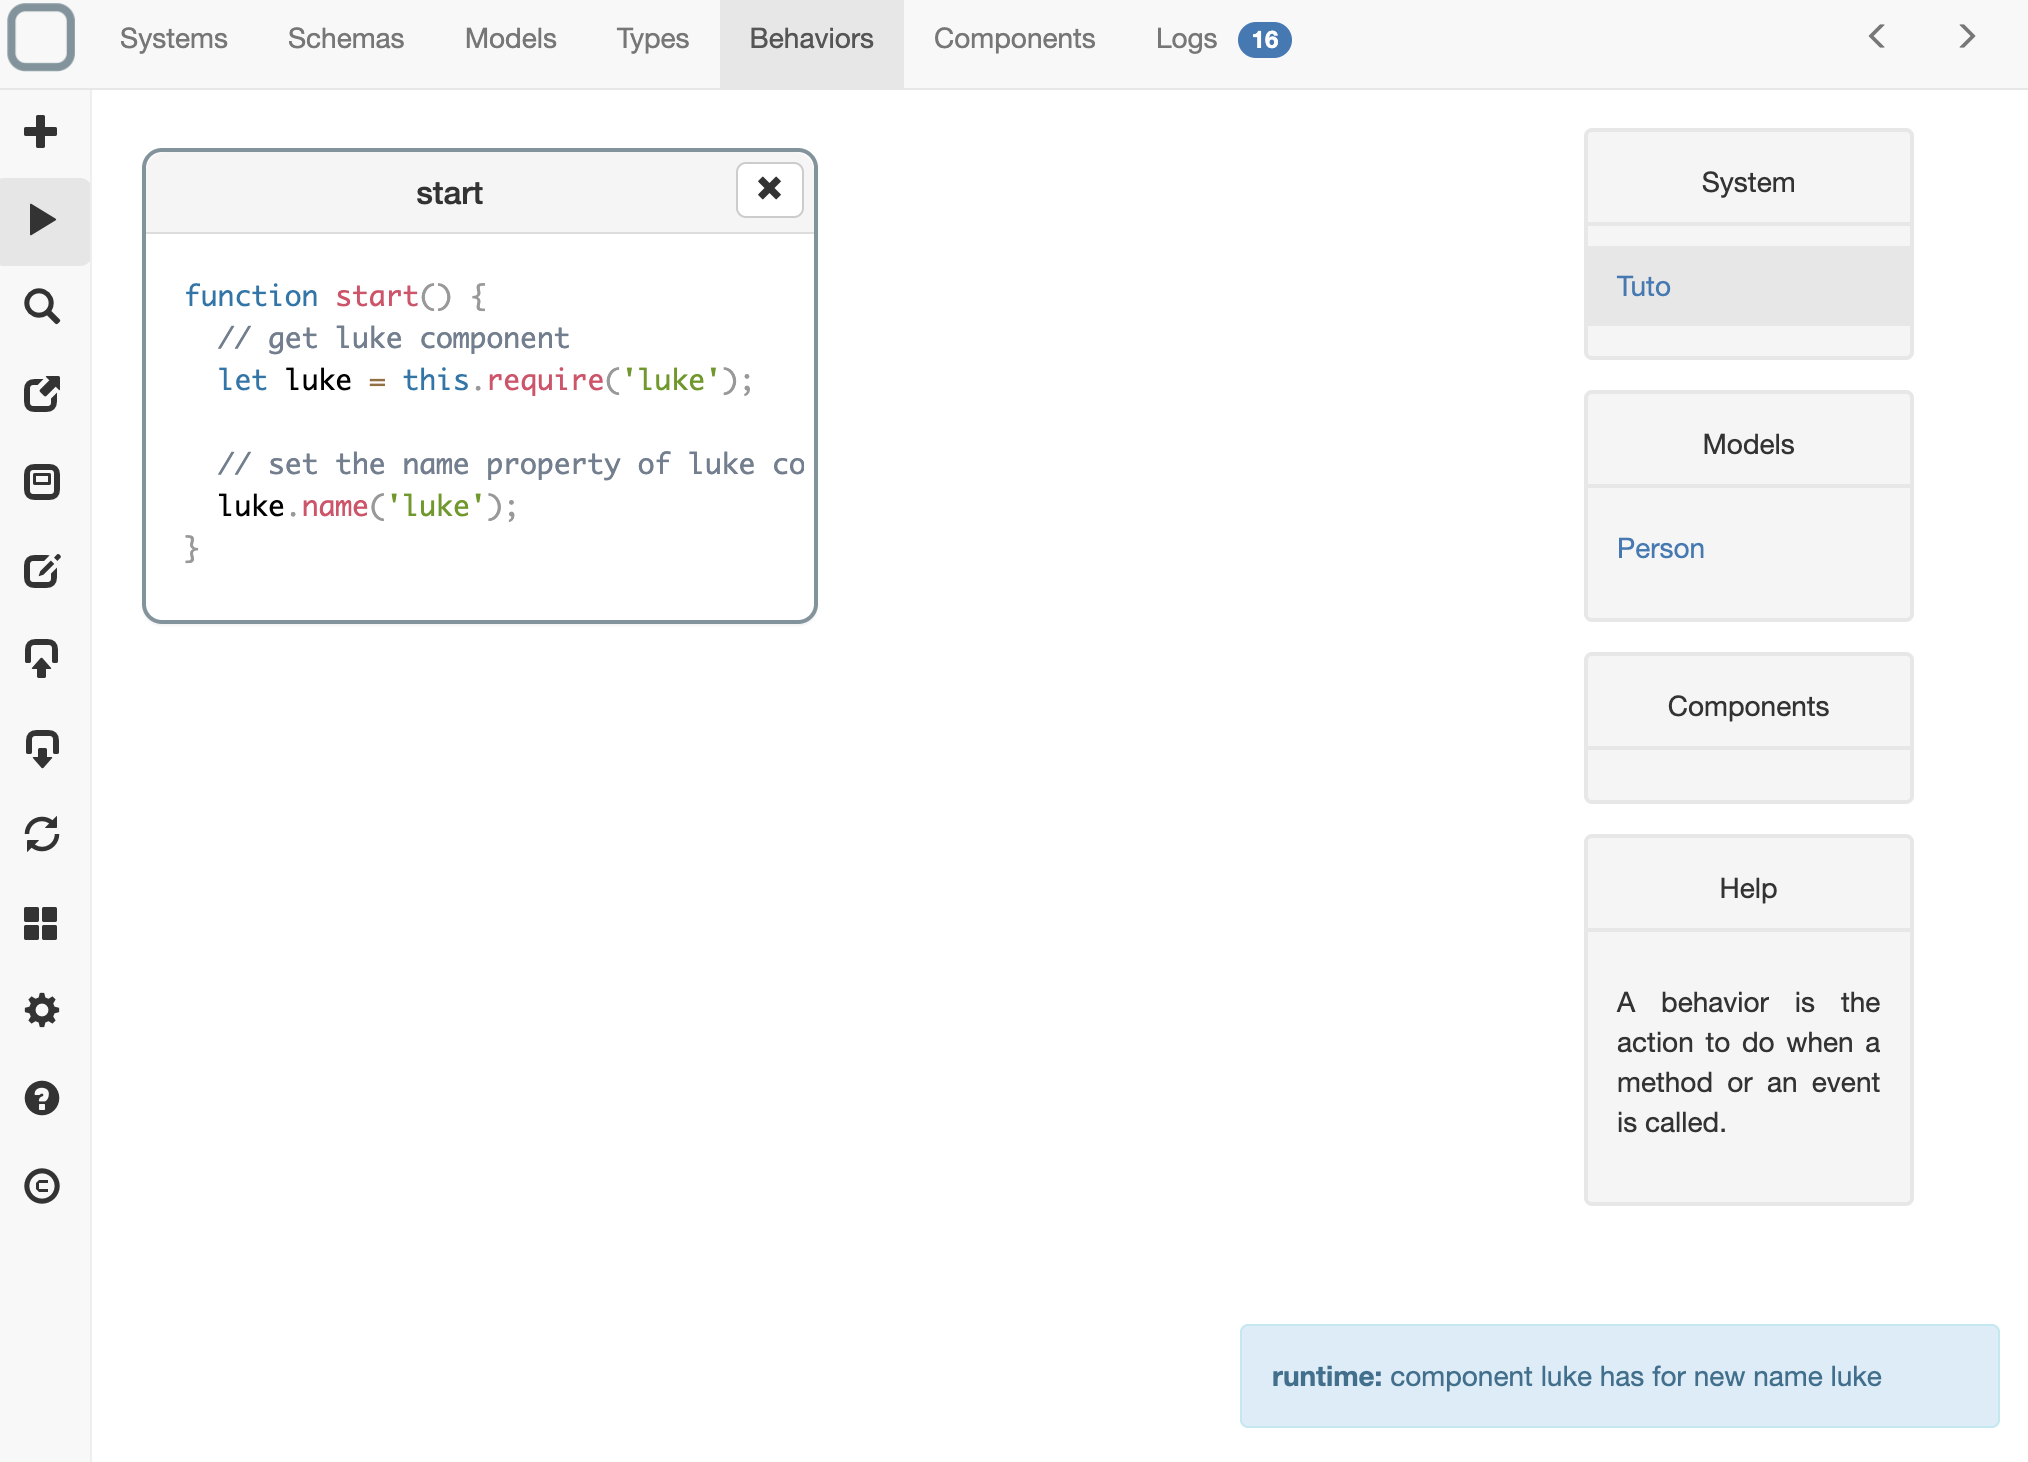 Systems Schemas Models Types Behaviors Components Logs 16
start
function start() {
// get luke component
let luke = this.require('luke');
// set the name property of luke co
luke.name('luke');
}
System
Tuto
Models
Person
Components
Help
A behavior is the
action to do when a
method or an event
is called.
runtime: component luke has for new name luke